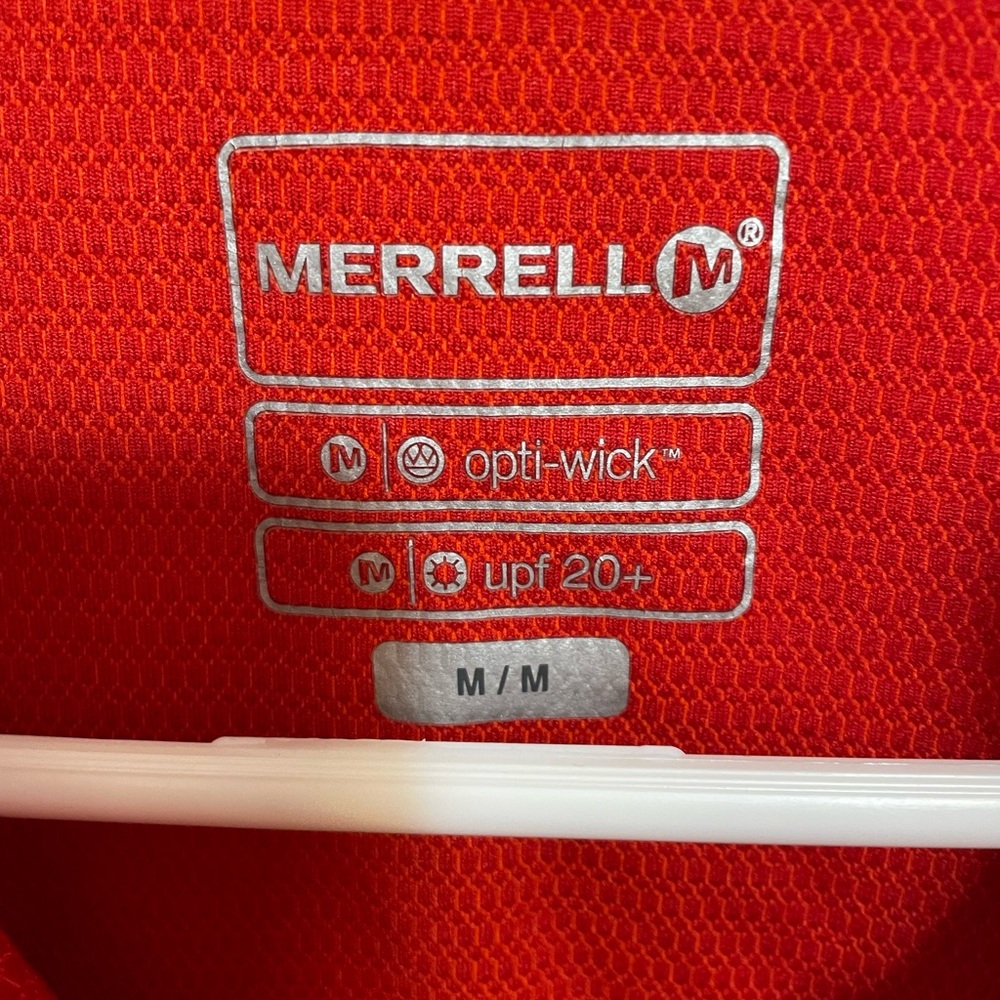 MERRELL M®
M opti-wick™
M upf 20+
M / M